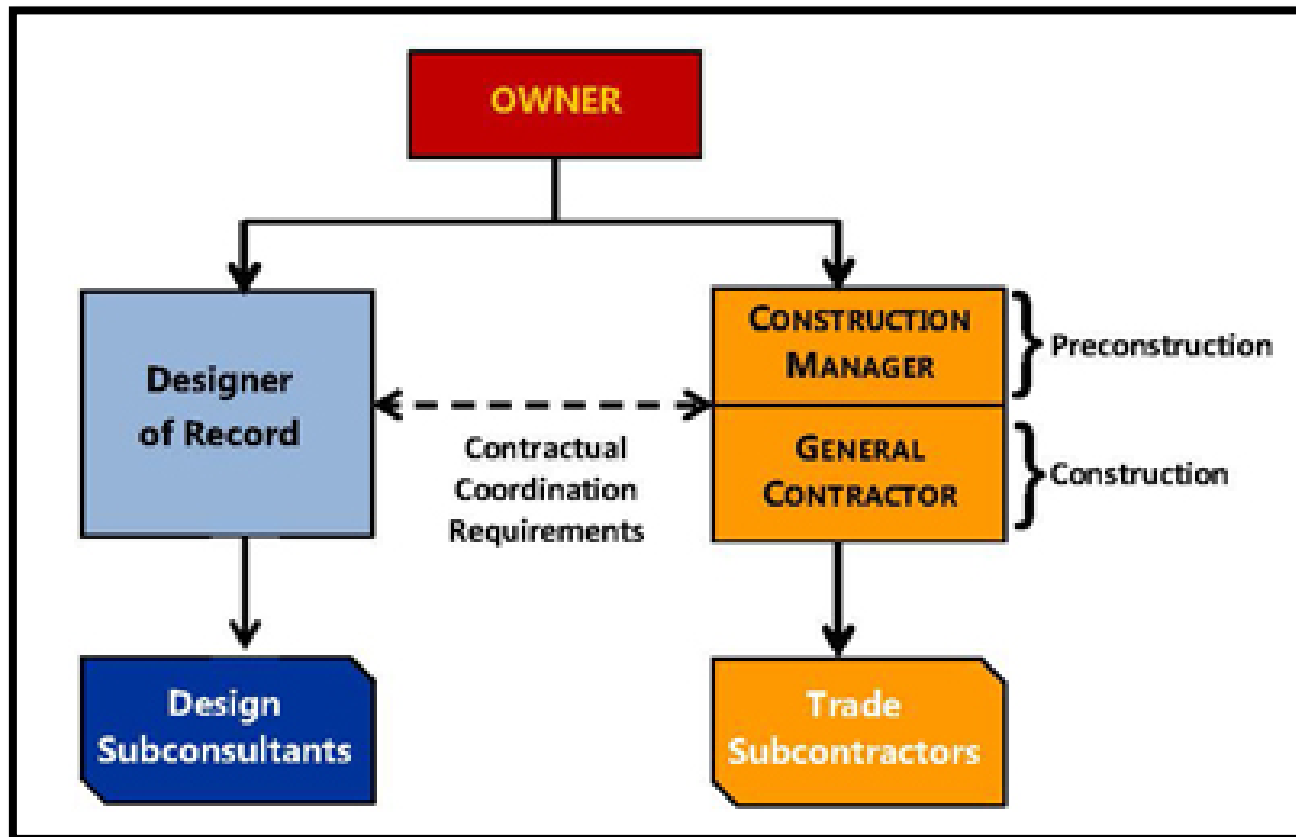 OWNER
Designer
of Record
CONSTRUCTION
MANAGER
Preconstruction
GENERAL
CONTRACTOR
Construction
Contractual
Coordination
Requirements
Design
Subconsultants
Trade
Subcontractors